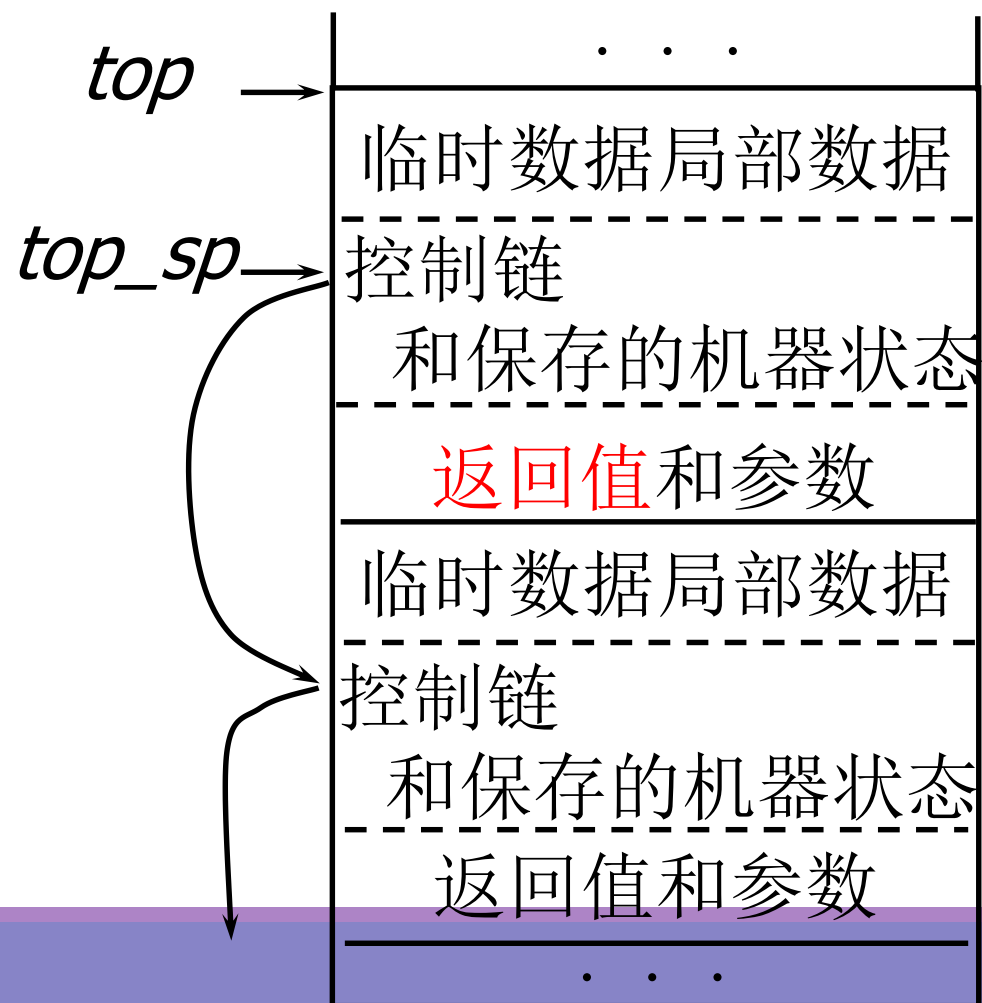 . . .
top
临时数据局部数据
top_sp
控制链
和保存的机器状态
返回值和参数
临时数据局部数据
控制链
和保存的机器状态
返回值和参数
. . .